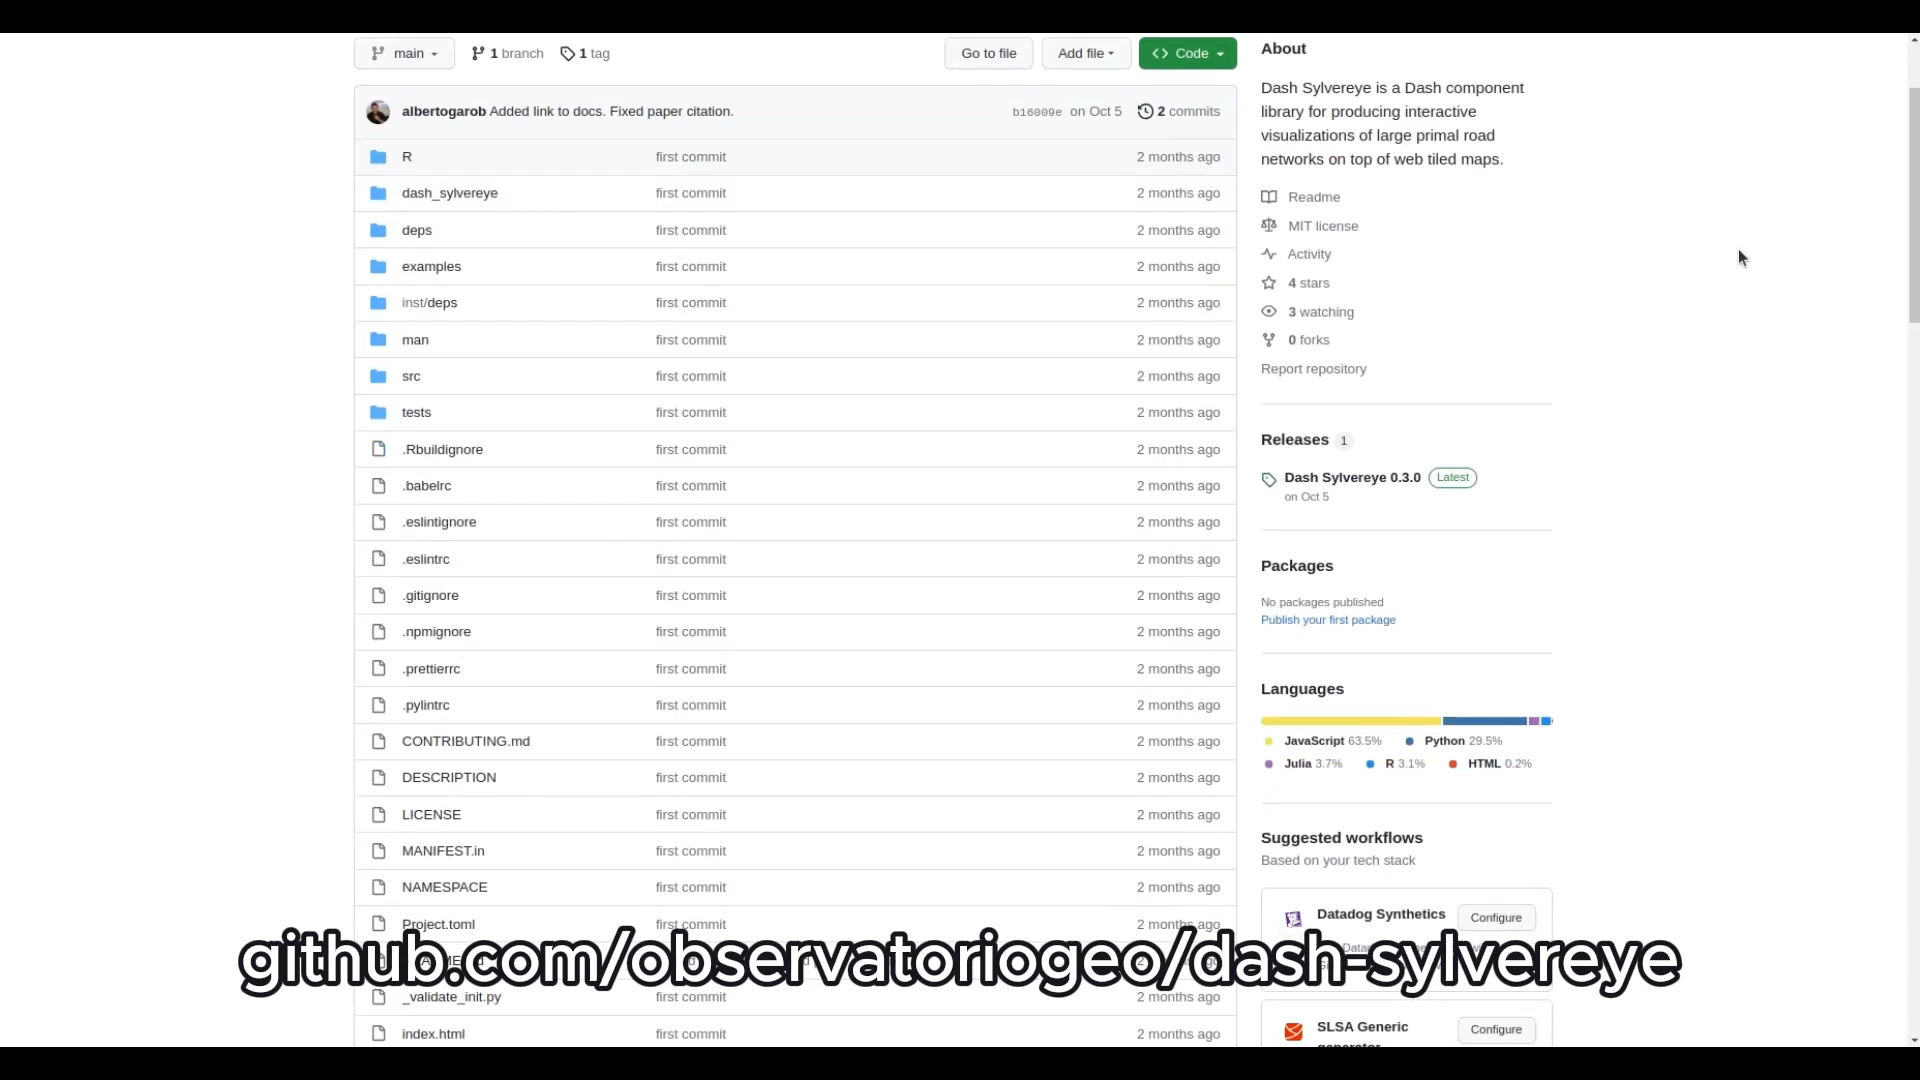 main
1 branch
1 tag
Go to file
Add file
Code
albertogarob Added link to docs. Fixed paper citation.
b16009e on Oct 5
2 commits
R first commit 2 months ago
dash_sylvereye first commit 2 months ago
deps first commit 2 months ago
examples first commit 2 months ago
inst/deps first commit 2 months ago
man first commit 2 months ago
src first commit 2 months ago
tests first commit 2 months ago
.Rbuildignore first commit 2 months ago
.babelrc first commit 2 months ago
.eslintignore first commit 2 months ago
.eslintrc first commit 2 months ago
.gitignore first commit 2 months ago
.npmignore first commit 2 months ago
.prettierrc first commit 2 months ago
.pylintrc first commit 2 months ago
CONTRIBUTING.md first commit 2 months ago
DESCRIPTION first commit 2 months ago
LICENSE first commit 2 months ago
MANIFEST.in first commit 2 months ago
NAMESPACE first commit 2 months ago
Project.toml first commit 2 months ago
_validate_init.py 2 months ago
index.html first commit 2 months ago
About
Dash Sylvereye is a Dash component
library for producing interactive
visualizations of large primal road
networks on top of web tiled maps.
Readme
MIT license
Activity
4 stars
3 watching
0 forks
Report repository
Releases 1
Dash Sylvereye 0.3.0 Latest
on Oct 5
Packages
No packages published
Publish your first package
Languages
JavaScript 63.5% Python 29.5%
Julia 3.7% R 3.1% HTML 0.2%
Suggested workflows
Based on your tech stack
Datadog Synthetics Configure
SLSA Generic Configure
generator
github.com/observatoriogeo/dash-sylvereye